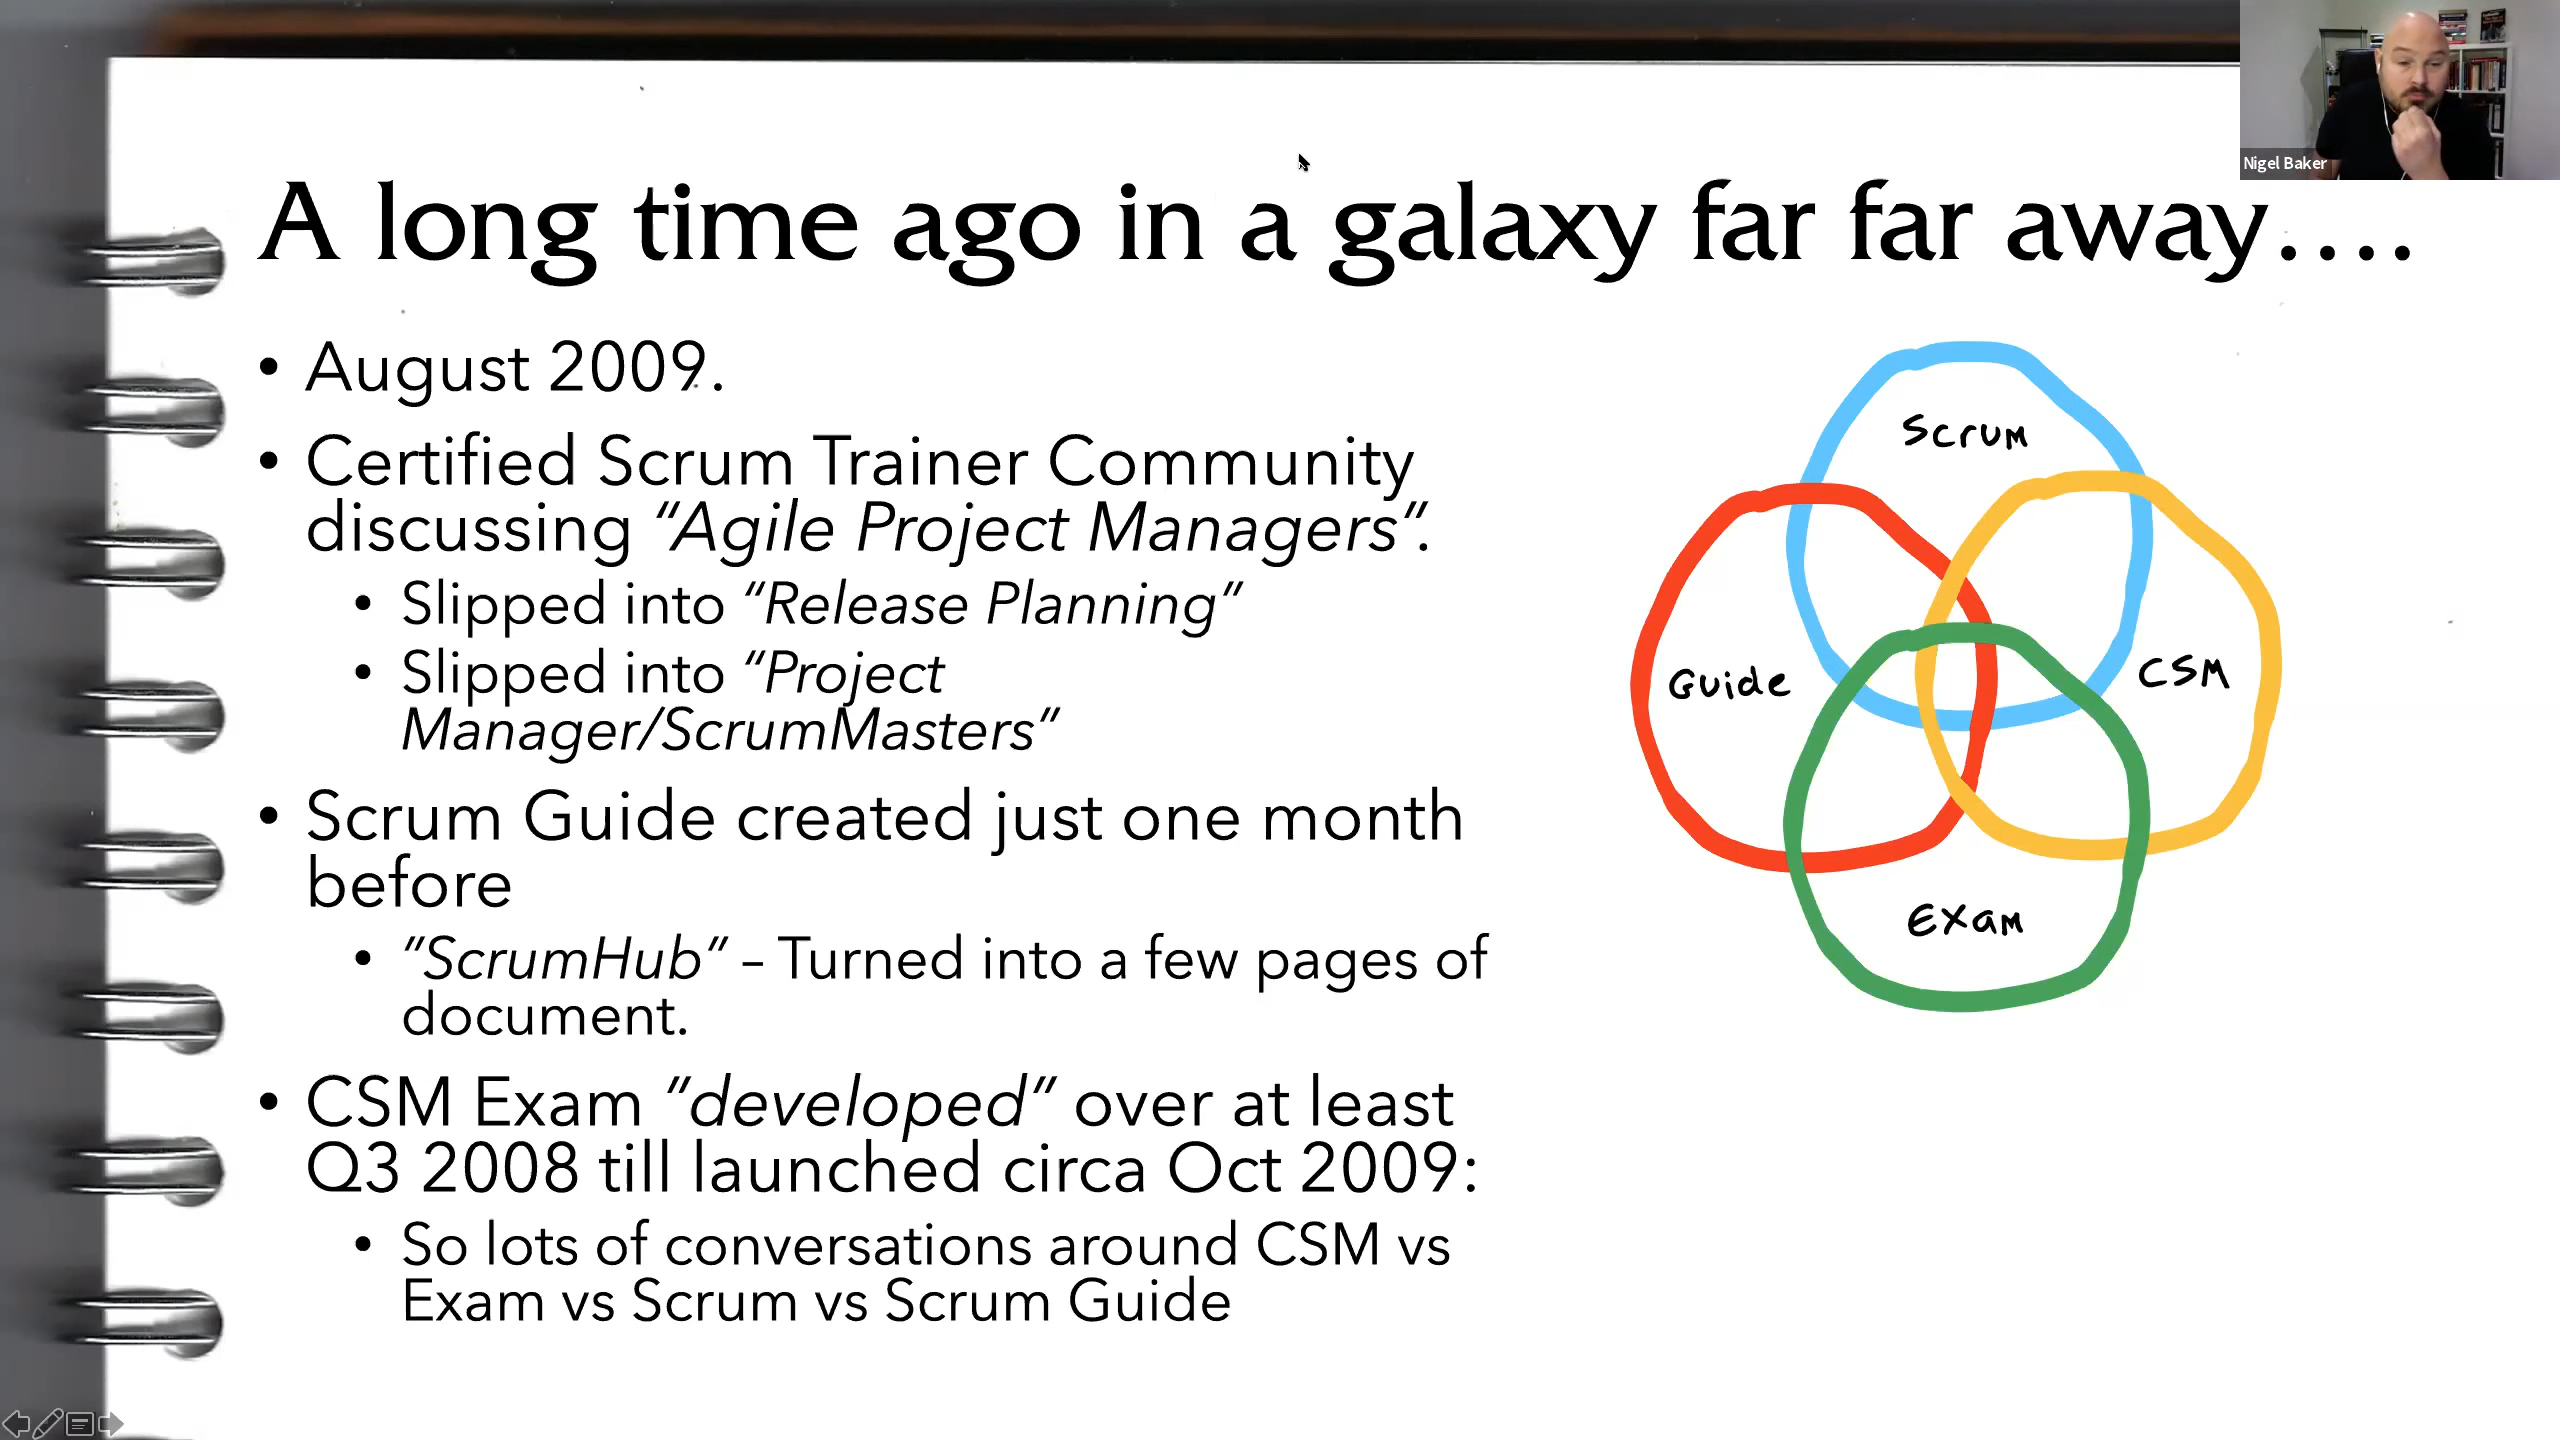 Nigel Baker
A long time ago in a galaxy far far away....
• August 2009.
• Certified Scrum Trainer Community
discussing “Agile Project Managers”.
• Slipped into “Release Planning”
• Slipped into “Project
Manager/ScrumMasters”
• Scrum Guide created just one month
before
• ”ScrumHub” – Turned into a few pages of
document.
• CSM Exam ”developed” over at least
Q3 2008 till launched circa Oct 2009:
• So lots of conversations around CSM vs
Exam vs Scrum vs Scrum Guide
Scrum
Guide
CSM
Exam